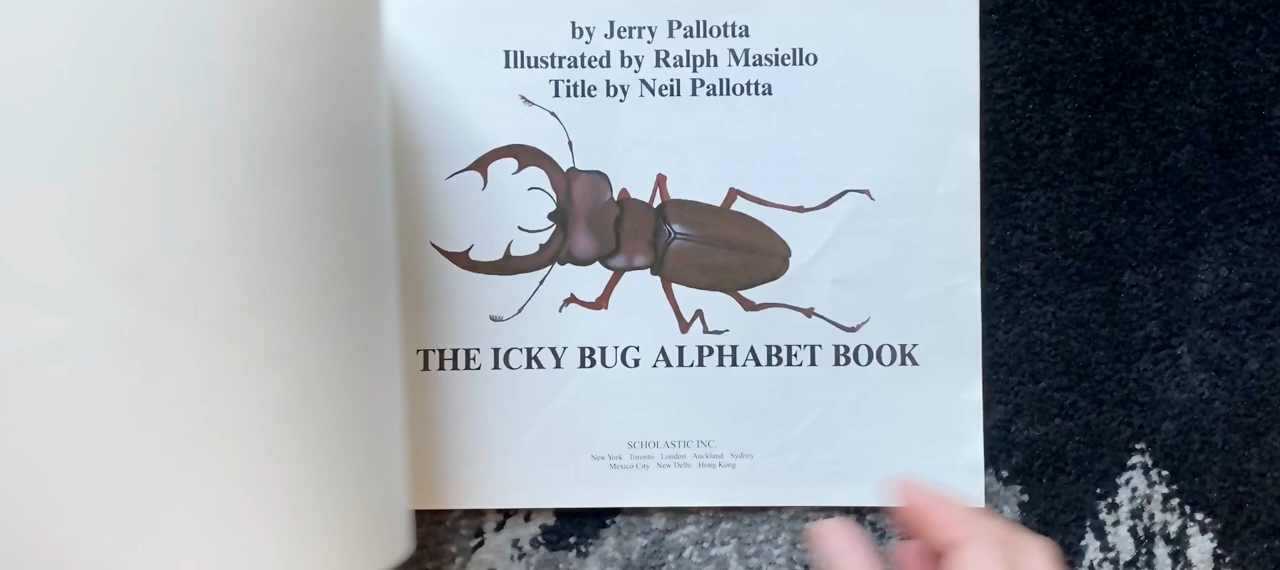 by Jerry Pallotta
Illustrated by Ralph Masiello
Title by Neil Pallotta
THE ICKY BUG ALPHABET BOOK
SCHOLASTIC INC.
New York Toronto London Auckland Sydney
Mexico City New Delhi Hong Kong